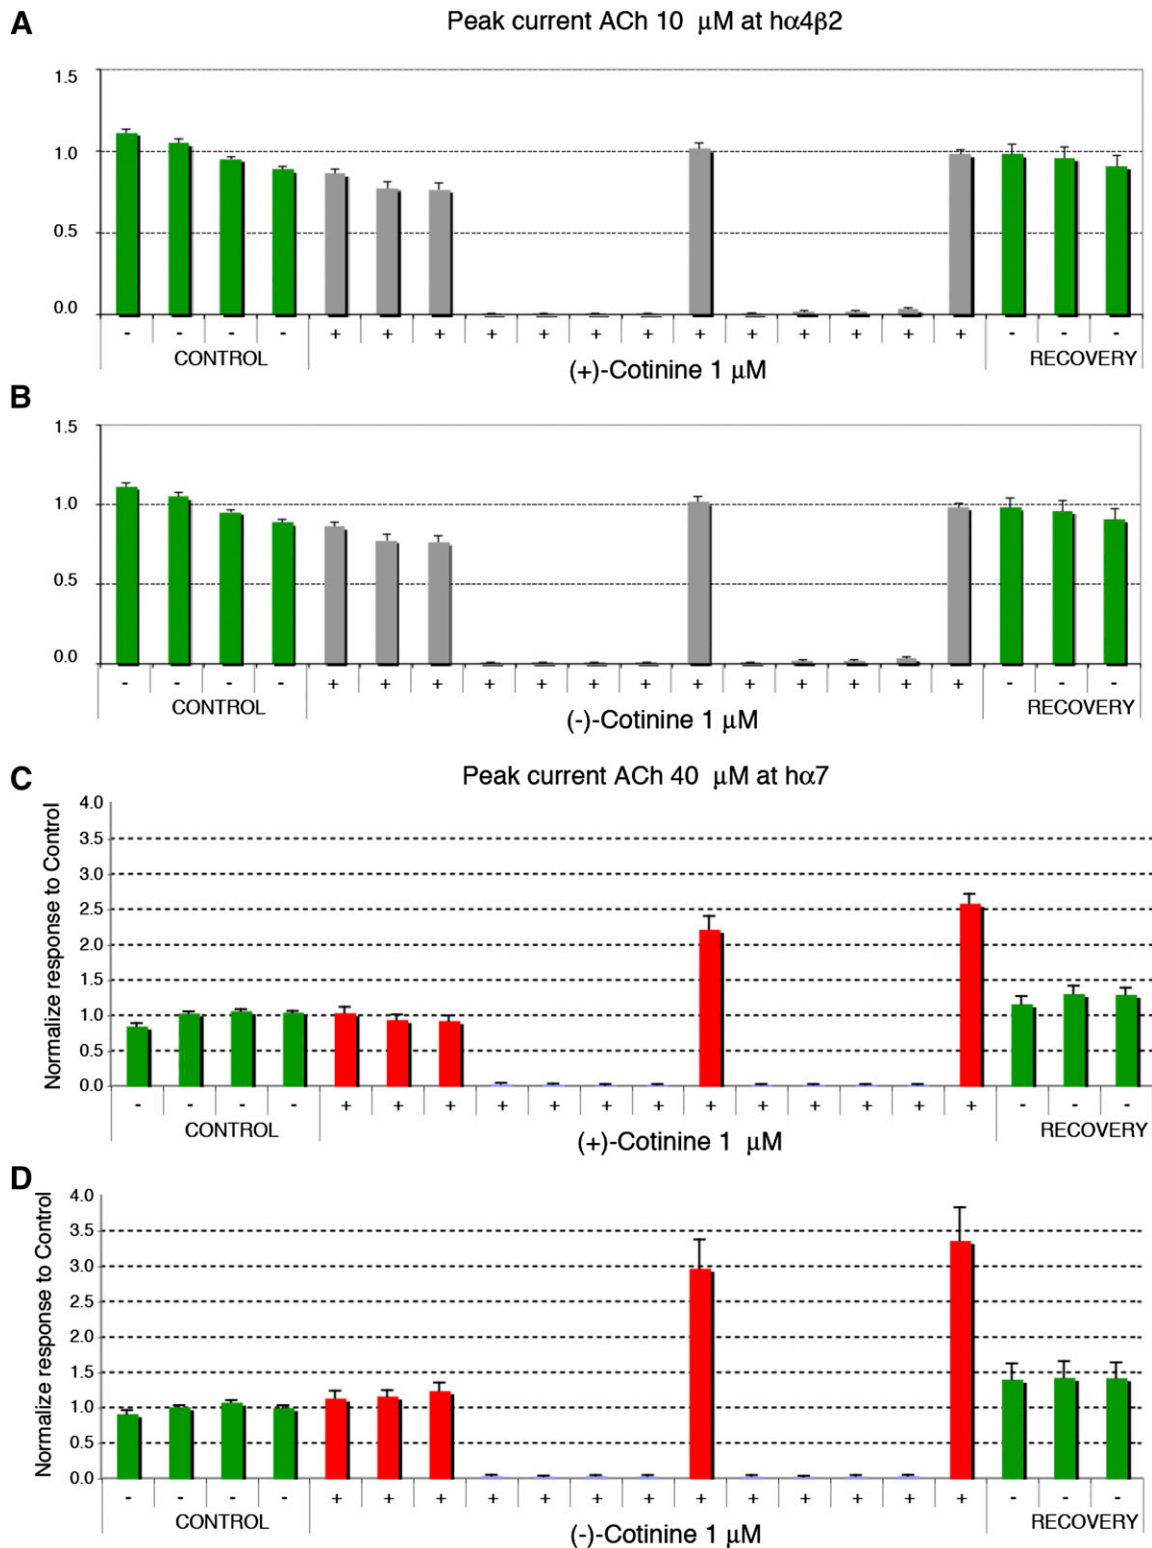 A
Peak current ACh 10 μM at hα4β2
1.5
1.0
0.5
0.0
- - - - + + + + + + + + + + + + + - - -
CONTROL
(+)-Cotinine 1 μM
RECOVERY
B
1.5
1.0
0.5
0.0
- - - - + + + + + + + + + + + + + - - -
CONTROL
(-)-Cotinine 1 μM
RECOVERY
C
Peak current ACh 40 μM at hα7
Normalize response to Control
4.0
3.5
3.0
2.5
2.0
1.5
1.0
0.5
0.0
- - - - + + + + + + + + + + + + + - - -
CONTROL
(+)-Cotinine 1 μM
RECOVERY
D
Normalize response to Control
4.0
3.5
3.0
2.5
2.0
1.5
1.0
0.5
0.0
- - - - + + + + + + + + + + + + + - - -
CONTROL
(-)-Cotinine 1 μM
RECOVERY